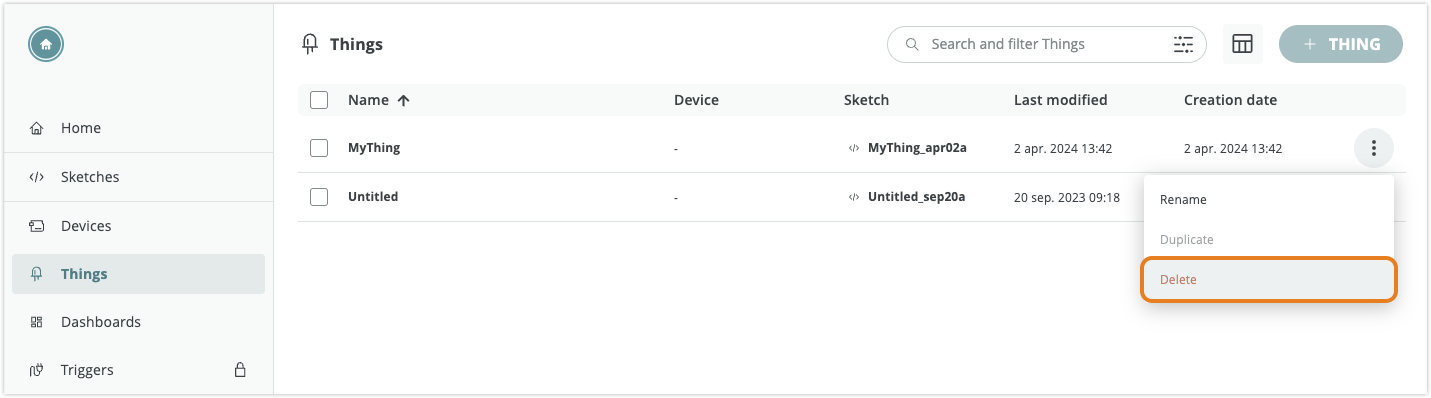 Things
Search and filter Things
+ THING
Name Device Sketch Last modified Creation date
Home
MyThing - </> MyThing_apr02a 2 apr. 2024 13:42 2 apr. 2024 13:42
</> Sketches
Untitled - </> Untitled_sep20a 20 sep. 2023 09:18
Rename
Devices
Duplicate
Things
Delete
Dashboards
Triggers